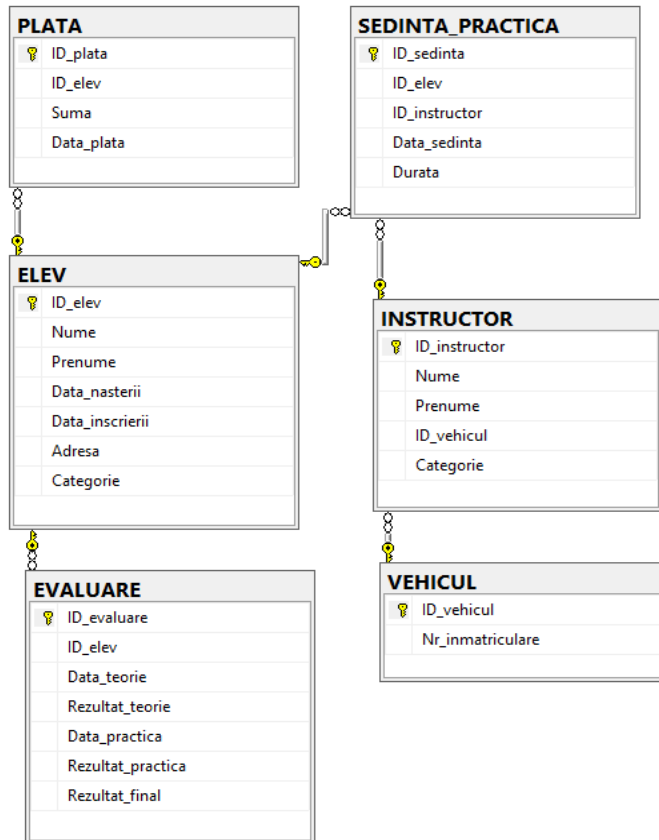 PLATA
ID_plata
ID_elev
Suma
Data_plata
SEDINTA_PRACTICA
ID_sedinta
ID_elev
ID_instructor
Data_sedinta
Durata
ELEV
ID_elev
Nume
Prenume
Data_nasterii
Data_inscrierii
Adresa
Categorie
INSTRUCTOR
ID_instructor
Nume
Prenume
ID_vehicul
Categorie
EVALUARE
ID_evaluare
ID_elev
Data_teorie
Rezultat_teorie
Data_practica
Rezultat_practica
Rezultat_final
VEHICUL
ID_vehicul
Nr_inmatriculare